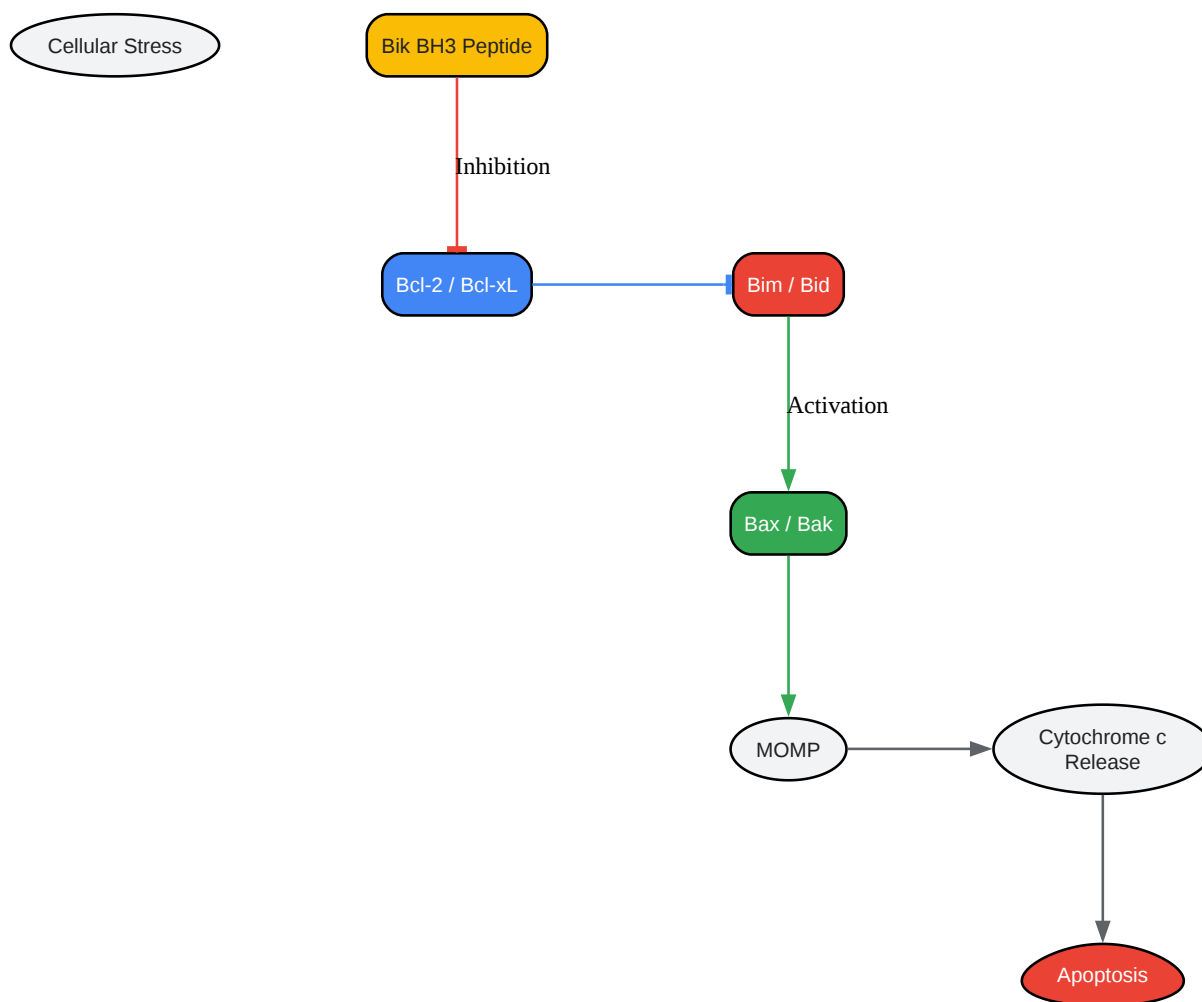 Cellular Stress
Bik BH3 Peptide
Inhibition
Bcl-2 / Bcl-xL
Bim / Bid
Activation
Bax / Bak
MOMP
Cytochrome c
Release
Apoptosis